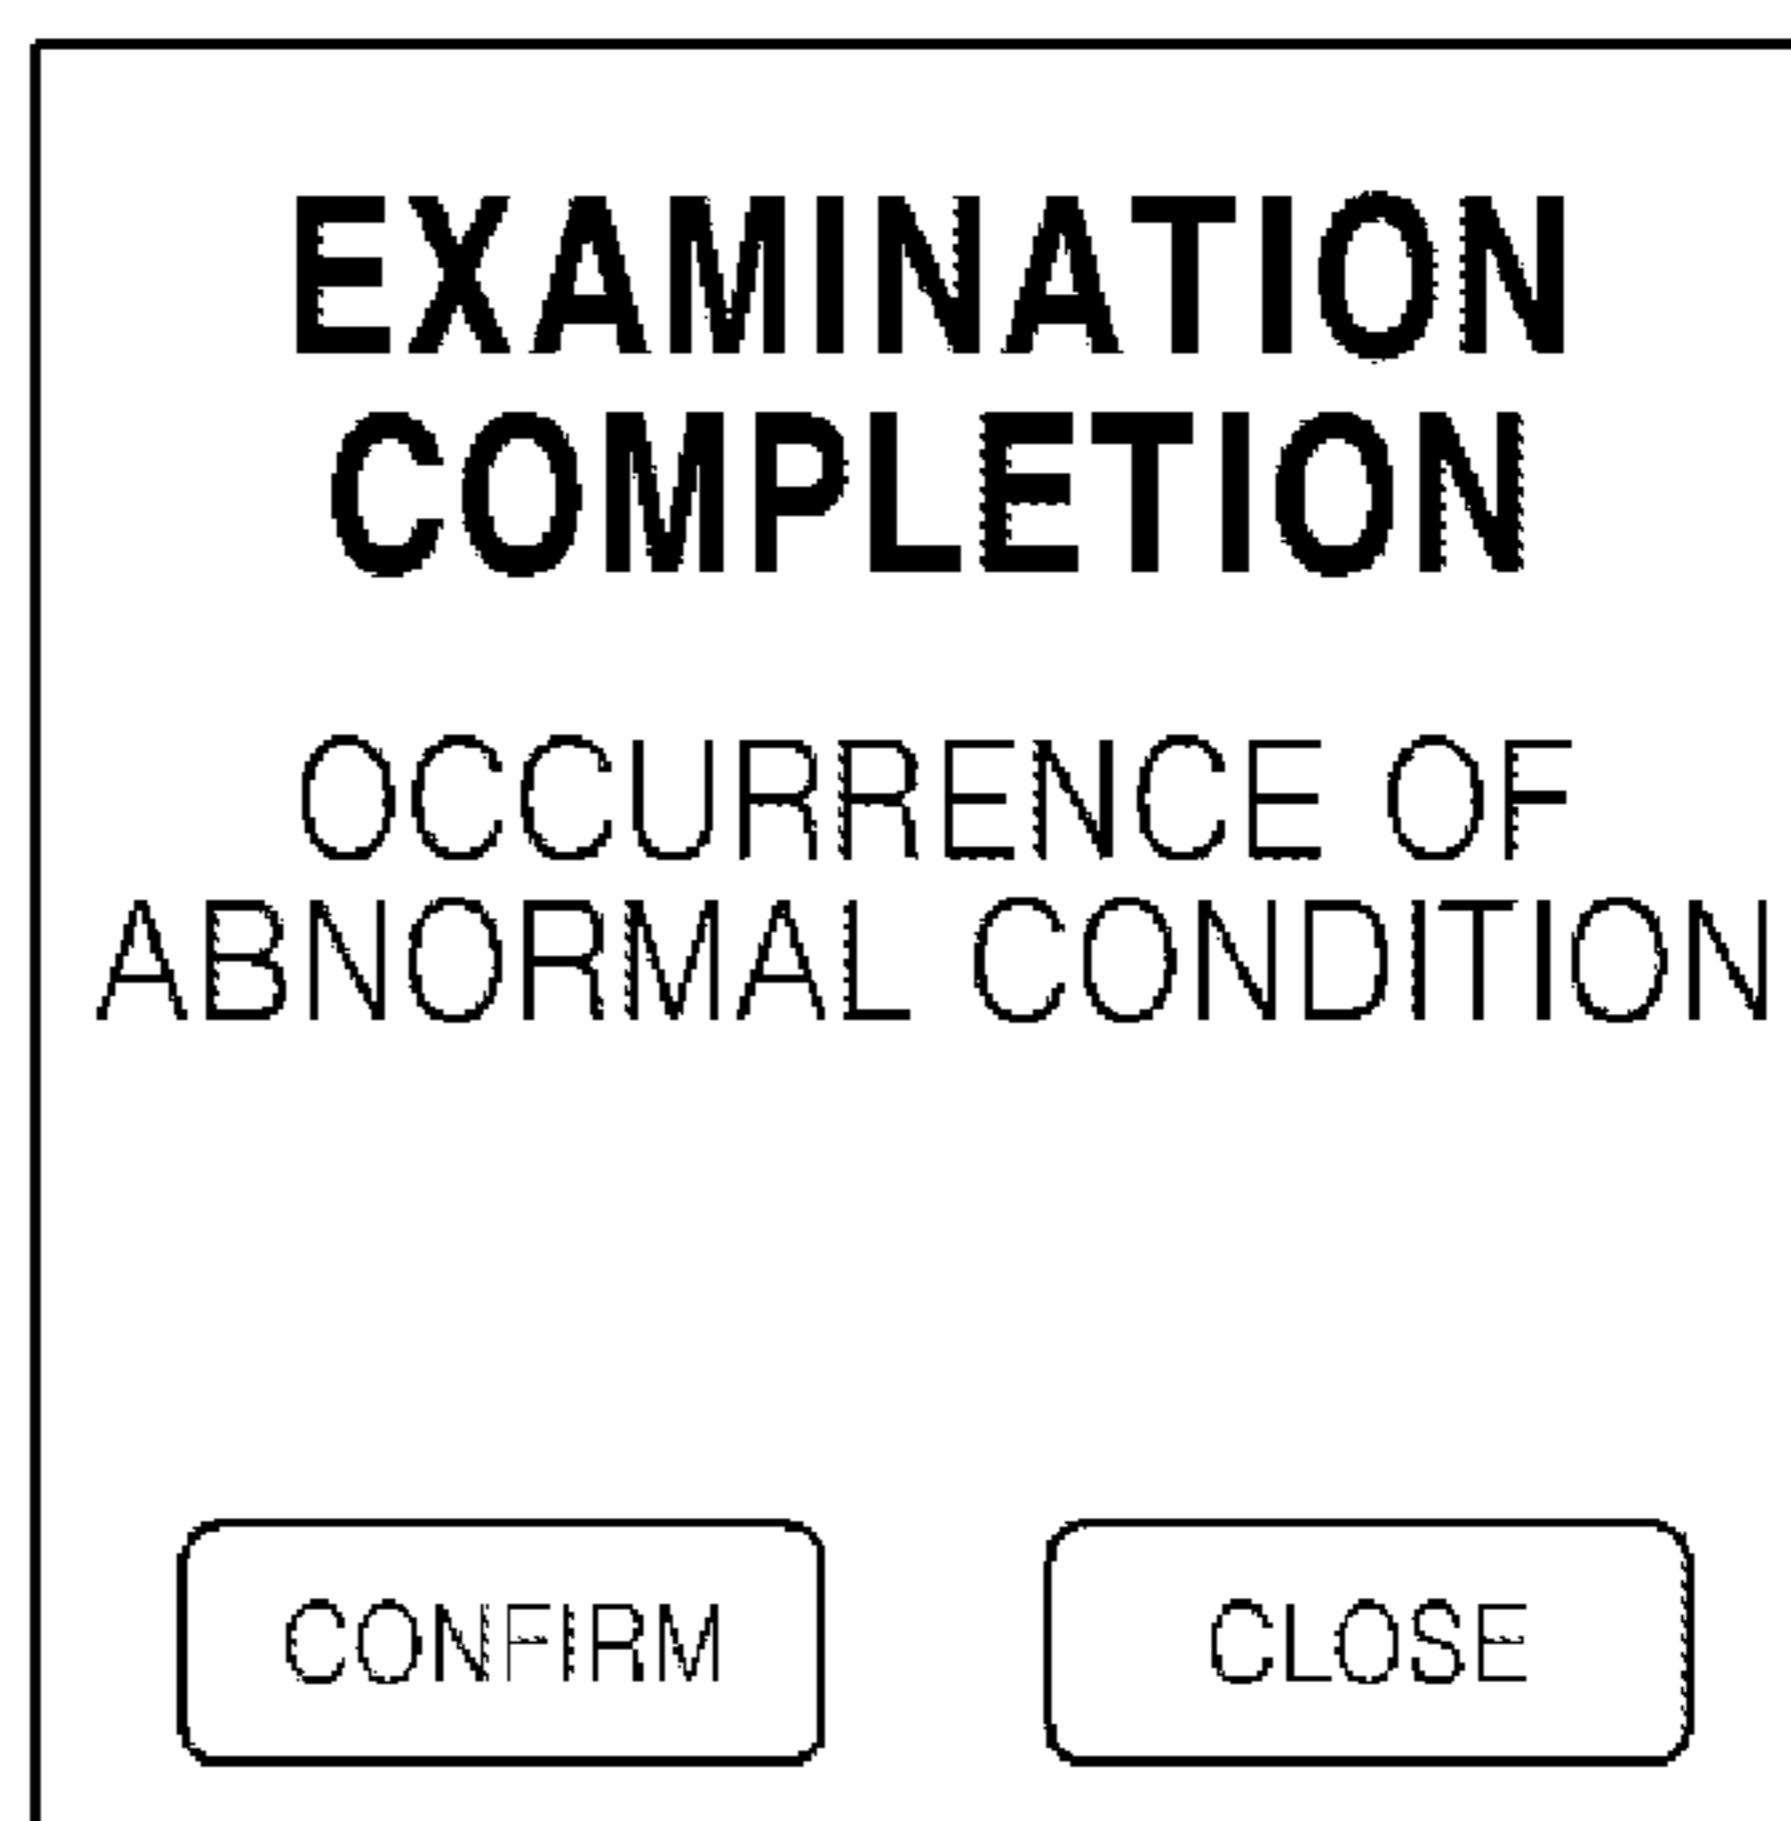 EXAMINATION
COMPLETION
OCCURRENCE OF
ABNORMAL CONDITION
CONFIRM
CLOSE